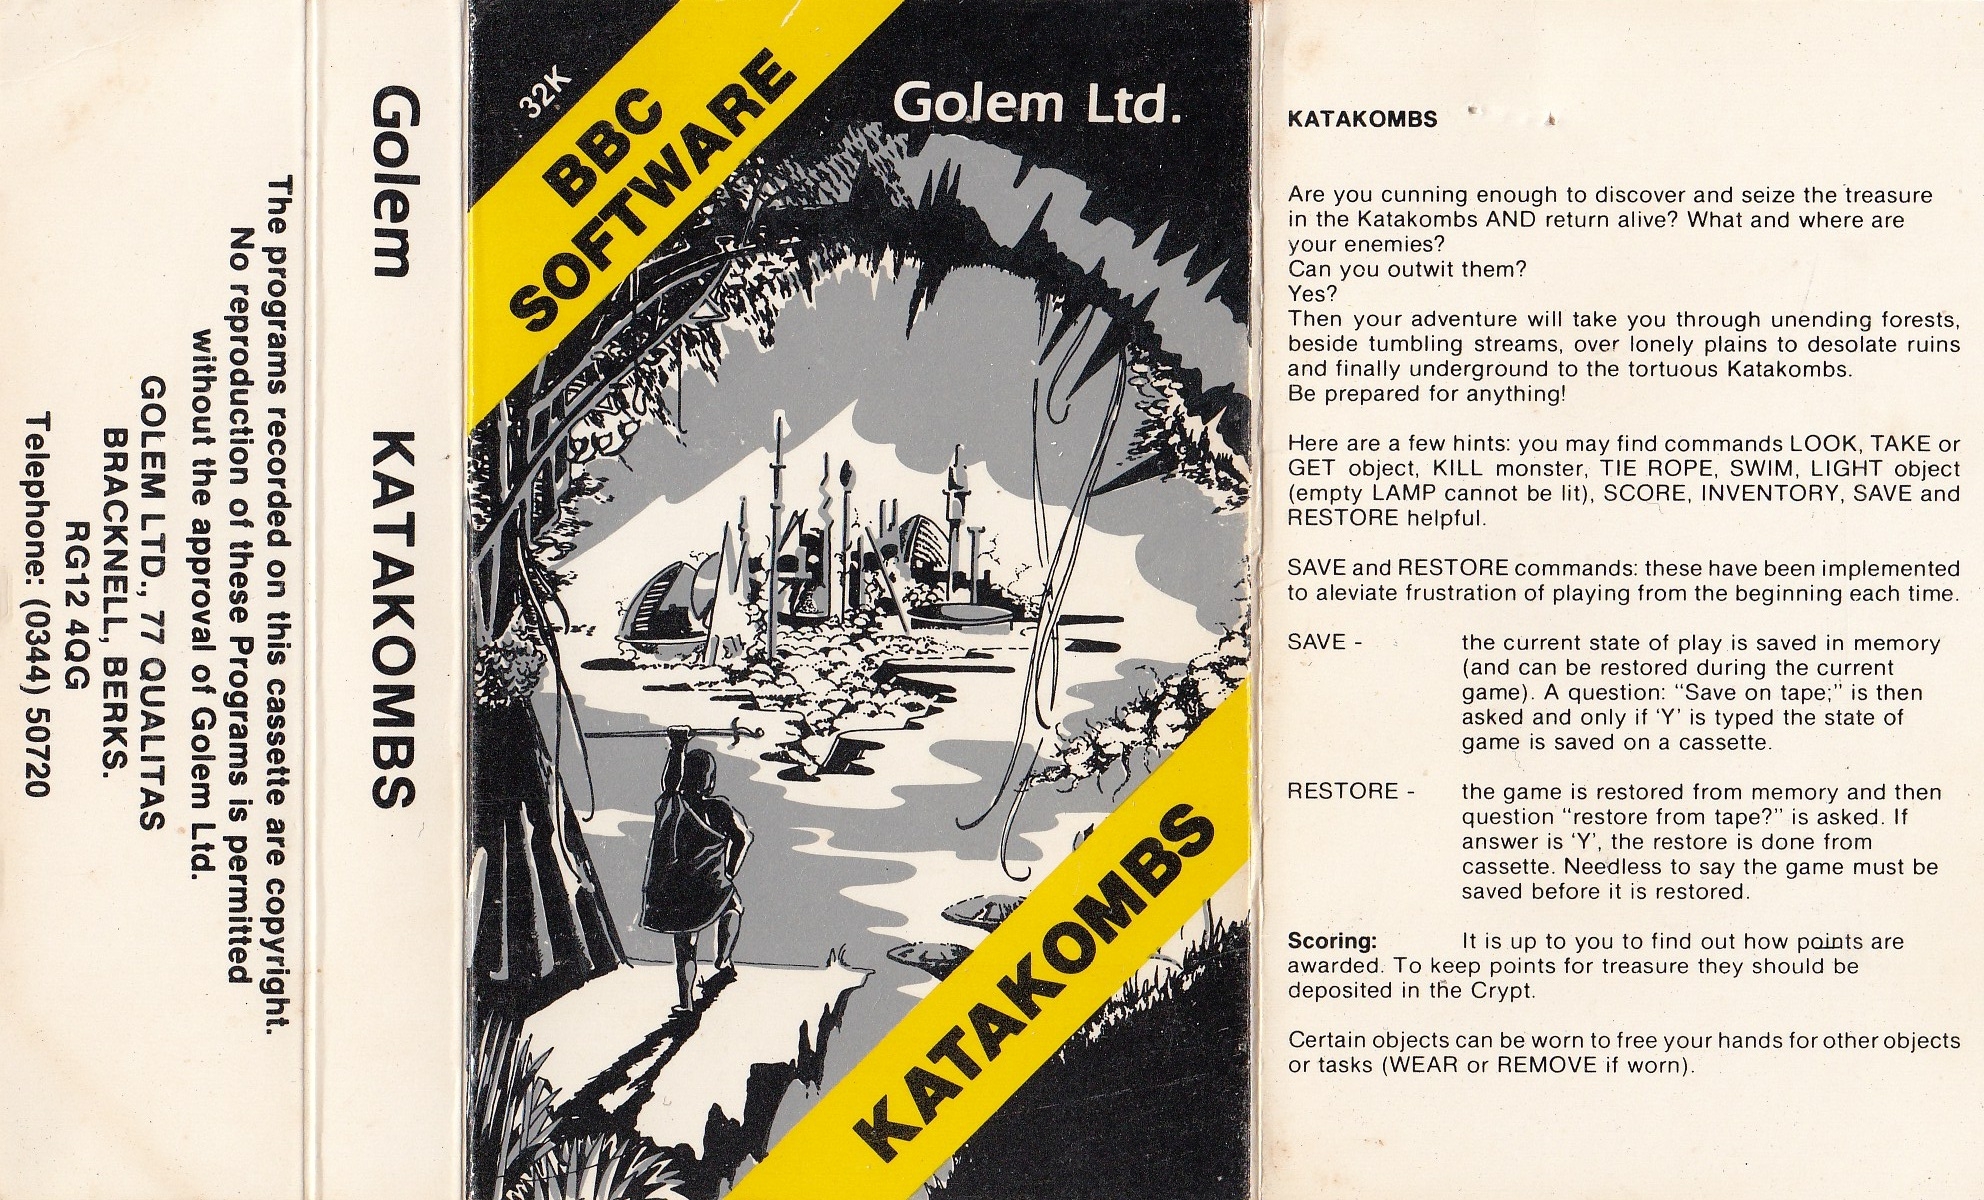 The programs recorded on this cassette are copyright.
No reproduction of these Programs is permitted
without the approval of Golem Ltd.
GOLEM LTD., 77 QUALITAS
BRACKNELL, BERKS.
RG12 4QG
Telephone: (0344) 50720
Golem KATAKOMBS
32K
BBC
SOFTWARE
Golem Ltd.
KATAKOMBS
KATAKOMBS
Are you cunning enough to discover and seize the treasure
in the Katakombs AND return alive? What and where are
your enemies?
Can you outwit them?
Yes?
Then your adventure will take you through unending forests,
beside tumbling streams, over lonely plains to desolate ruins
and finally underground to the tortuous Katakombs.
Be prepared for anything!
Here are a few hints: you may find commands LOOK, TAKE or
GET object, KILL monster, TIE ROPE, SWIM, LIGHT object
(empty LAMP cannot be lit), SCORE, INVENTORY, SAVE and
RESTORE helpful.
SAVE and RESTORE commands: these have been implemented
to aleviate frustration of playing from the beginning each time.
SAVE - the current state of play is saved in memory
(and can be restored during the current
game). A question: “Save on tape;” is then
asked and only if ‘Y’ is typed the state of
game is saved on a cassette.
RESTORE - the game is restored from memory and then
question “restore from tape?” is asked. If
answer is ‘Y’, the restore is done from
cassette. Needless to say the game must be
saved before it is restored.
Scoring: It is up to you to find out how points are
awarded. To keep points for treasure they should be
deposited in the Crypt.
Certain objects can be worn to free your hands for other objects
or tasks (WEAR or REMOVE if worn).